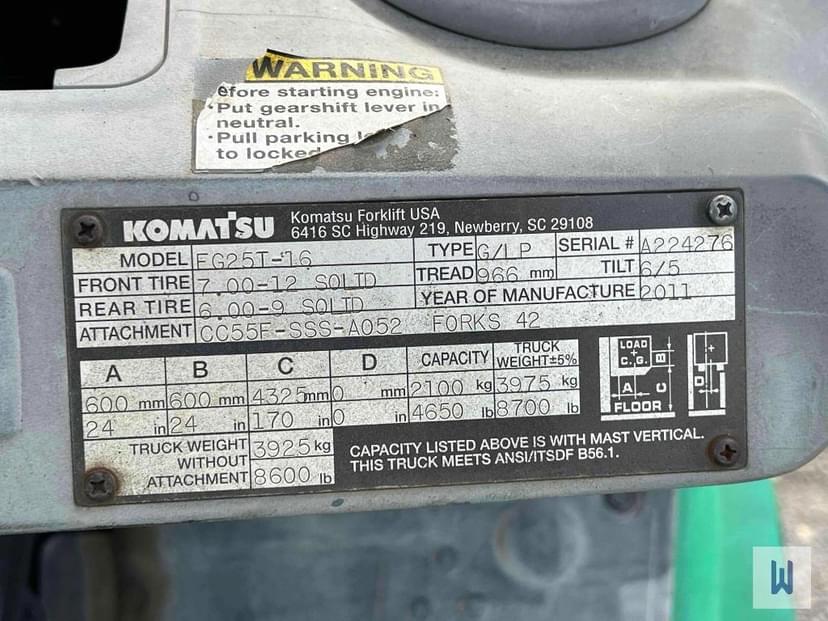 WARNING
efore starting engine:
•Put gearshift lever in
neutral.
•Pull parking
to locked
KOMATSU Komatsu Forklift USA
6416 SC Highway 219, Newberry, SC 29108
MODEL FG25T-16 TYPE G/LP SERIAL # A224276
FRONT TIRE 7.00-12 SOLID TREAD 966 mm TILT 6/5
REAR TIRE 6.00-9 SOLID YEAR OF MANUFACTURE 2011
ATTACHMENT CC55F-SSS-A052 FORKS 42
A B C D CAPACITY TRUCK WEIGHT±5%
600 mm 600 mm 4325 mm 0 mm 2100 kg 3975 kg
24 in 24 in 170 in 0 in 4650 lb 8700 lb
TRUCK WEIGHT WITHOUT ATTACHMENT 3925 kg
8600 lb
LOAD
C.G. B
A C
FLOOR
D
CAPACITY LISTED ABOVE IS WITH MAST VERTICAL.
THIS TRUCK MEETS ANSI/ITSDF B56.1.
W